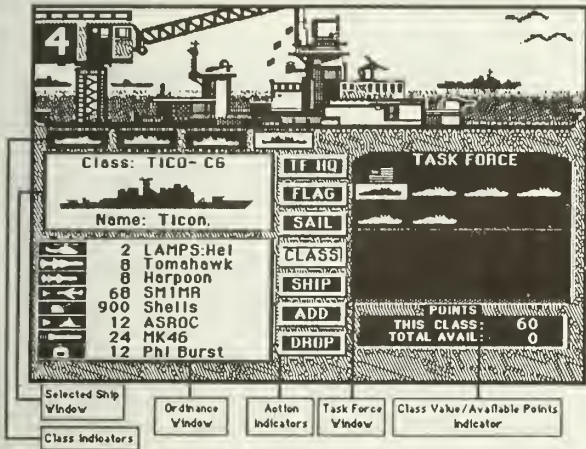 4
Class: TICO-CG
Name: Ticon.
2 LAMPS:Hel
8 Tomahawk
8 Harpoon
68 SM1MR
900 Shells
12 ASROC
24 MK46
12 Phl Burst
TF HQ
FLAG
SAIL
CLASS
SHIP
ADD
DROP
TASK FORCE
POINTS
THIS CLASS: 60
TOTAL AVAIL: 0
Selected Ship
Window
Class Indicators
Ordinance
Window
Action
Indicators
Task Force
Window
Class Value/Available Points
Indicator